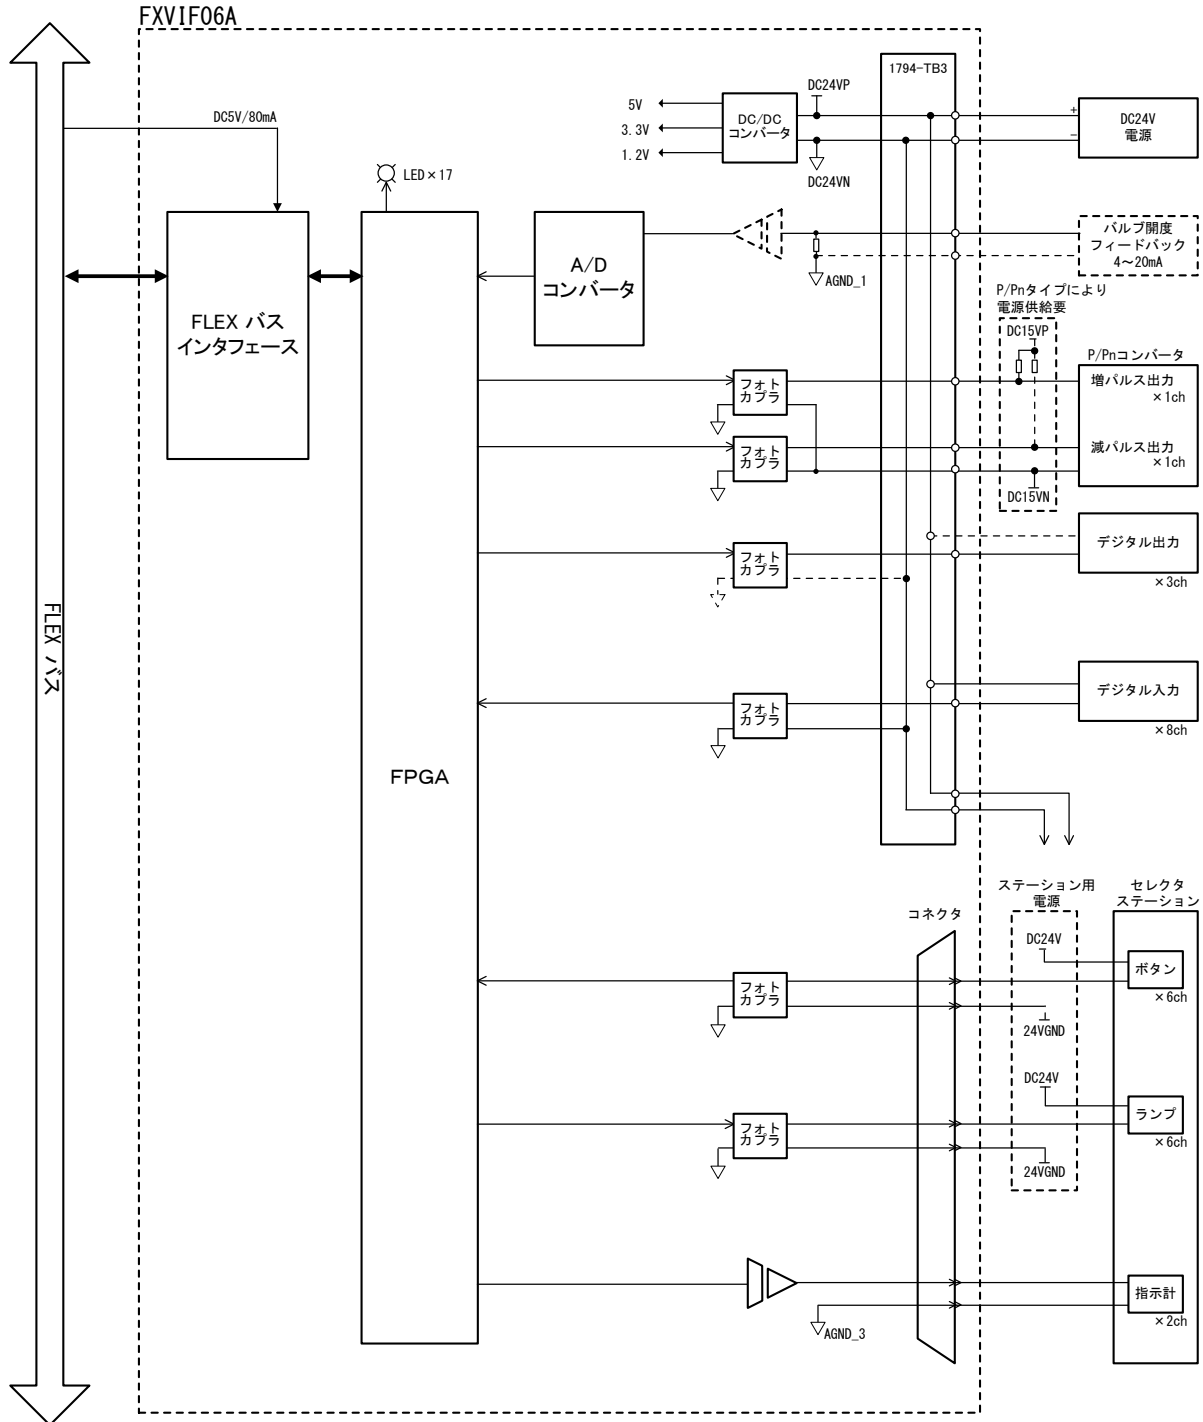 FXVIF06A
1794-TB3
DC24VP
5V
DC/DC
コンバータ
3.3V
1.2V
DC24VN
+
−
DC24V
電源
DC5V/80mA
LED×17
FLEX バス
インタフェース
A/D
コンバータ
AGND_1
バルブ開度
フィードバック
4～20mA
P/Pnタイプにより
電源供給要
DC15VP
P/Pnコンバータ
フォト
カプラ
増パルス出力
×1ch
フォト
カプラ
減パルス出力
×1ch
DC15VN
フォト
カプラ
デジタル出力
×3ch
FLEX バス
フォト
カプラ
デジタル入力
×8ch
FPGA
コネクタ
ステーション用
電源
セレクタ
ステーション
DC24V
フォト
カプラ
ボタン
×6ch
24VGND
DC24V
フォト
カプラ
ランプ
×6ch
24VGND
指示計
×2ch
AGND_3